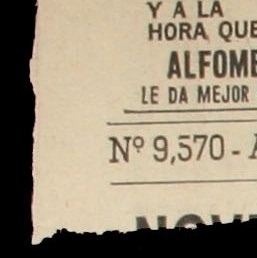 Y A LA
HORA QUE
ALFOMB
LE DA MEJOR
Nº 9,570 - A